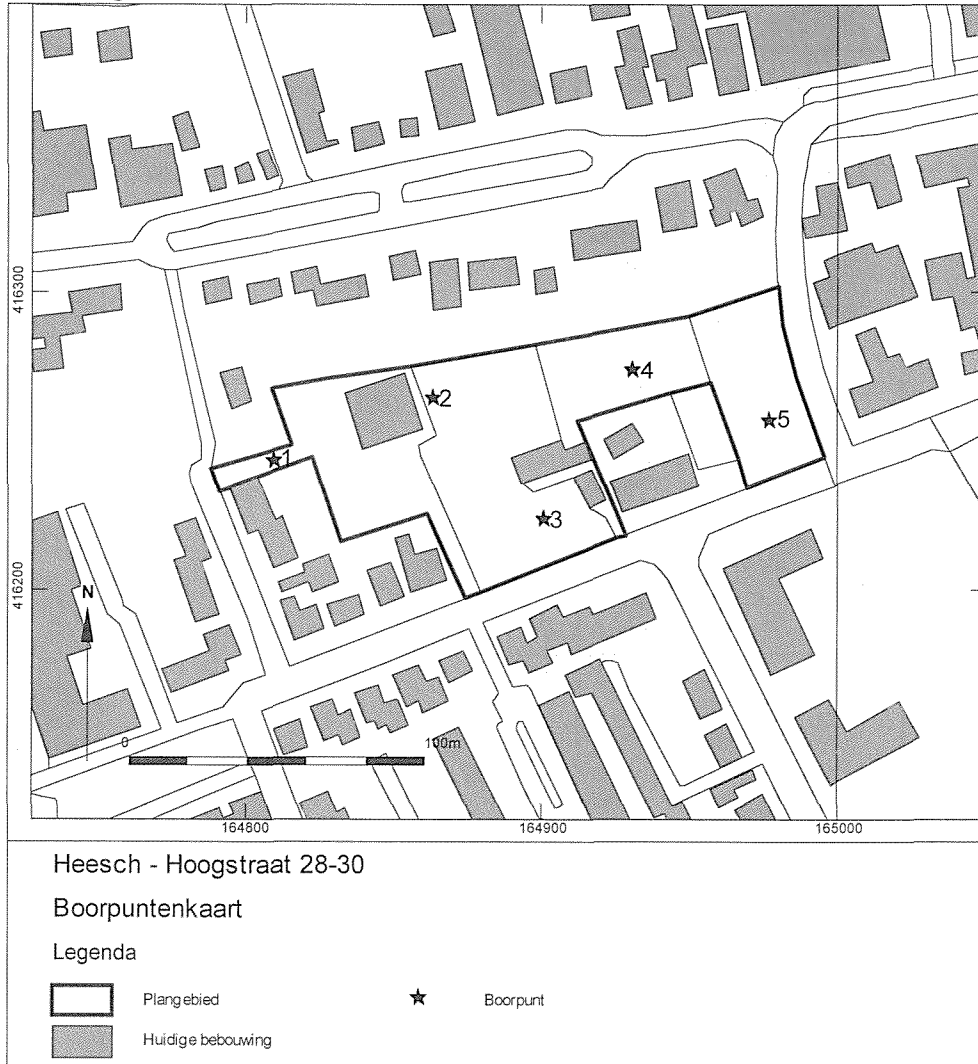 416300
4
2
5
1
3
416200
N
0 100m
164800 164900 165000
Heesch - Hoogstraat 28-30
Boorpuntenkaart
Legenda
Plangebied Boorpunt
Huidige bebouwing